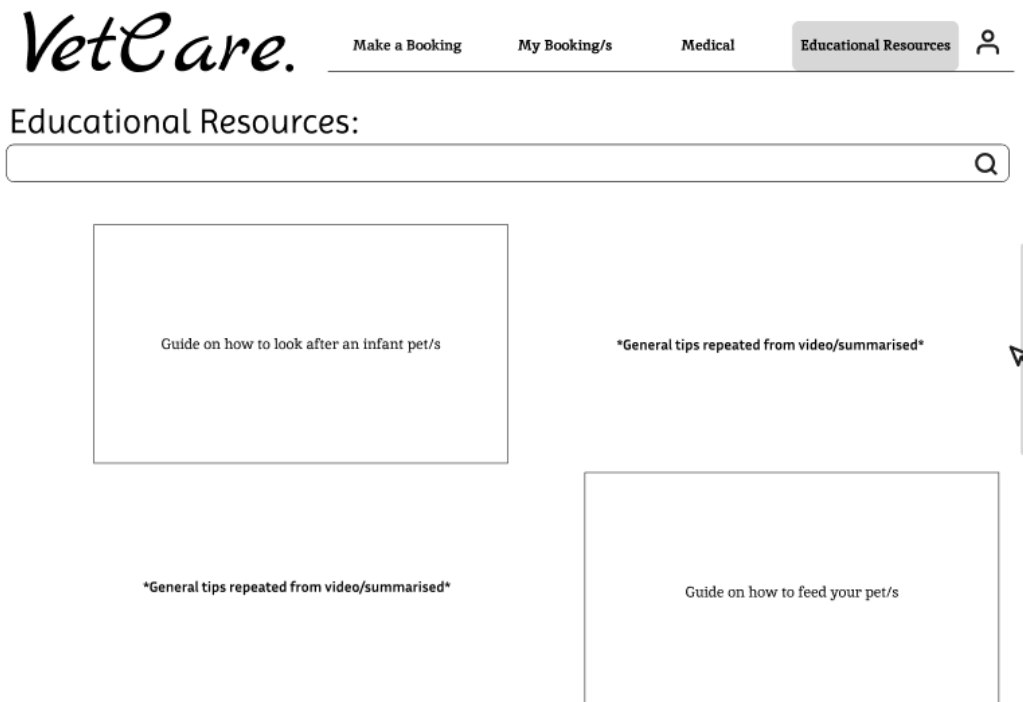 VetCare.
Make a Booking My Booking/s Medical Educational Resources
Educational Resources:
Guide on how to look after an infant pet/s
*General tips repeated from video/summarised*
*General tips repeated from video/summarised*
Guide on how to feed your pet/s